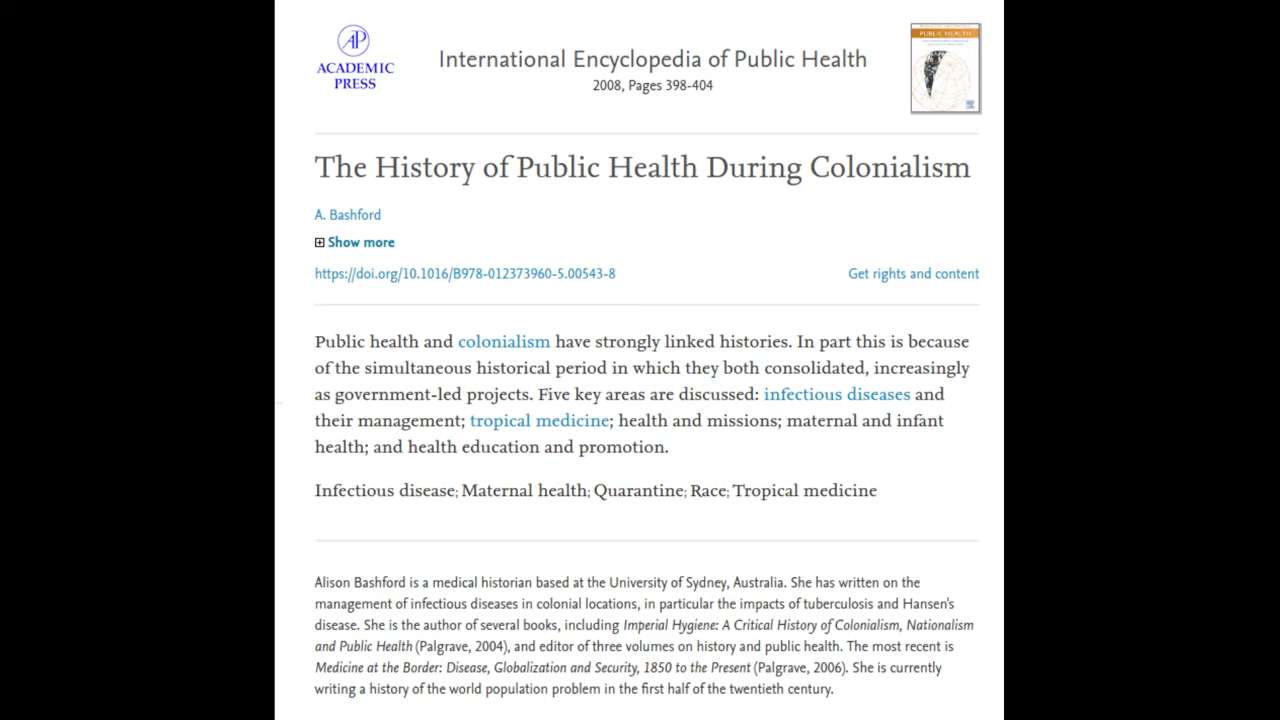 ACADEMIC
PRESS
International Encyclopedia of Public Health
2008, Pages 398-404
PUBLIC HEALTH
The History of Public Health During Colonialism
A. Bashford
Show more
https://doi.org/10.1016/B978-012373960-5.00543-8
Get rights and content
Public health and colonialism have strongly linked histories. In part this is because
of the simultaneous historical period in which they both consolidated, increasingly
as government-led projects. Five key areas are discussed: infectious diseases and
their management; tropical medicine; health and missions; maternal and infant
health; and health education and promotion.
Infectious disease; Maternal health; Quarantine; Race; Tropical medicine
Alison Bashford is a medical historian based at the University of Sydney, Australia. She has written on the
management of infectious diseases in colonial locations, in particular the impacts of tuberculosis and Hansen's
disease. She is the author of several books, including Imperial Hygiene: A Critical History of Colonialism, Nationalism
and Public Health (Palgrave, 2004), and editor of three volumes on history and public health. The most recent is
Medicine at the Border: Disease, Globalization and Security, 1850 to the Present (Palgrave, 2006). She is currently
writing a history of the world population problem in the first half of the twentieth century.